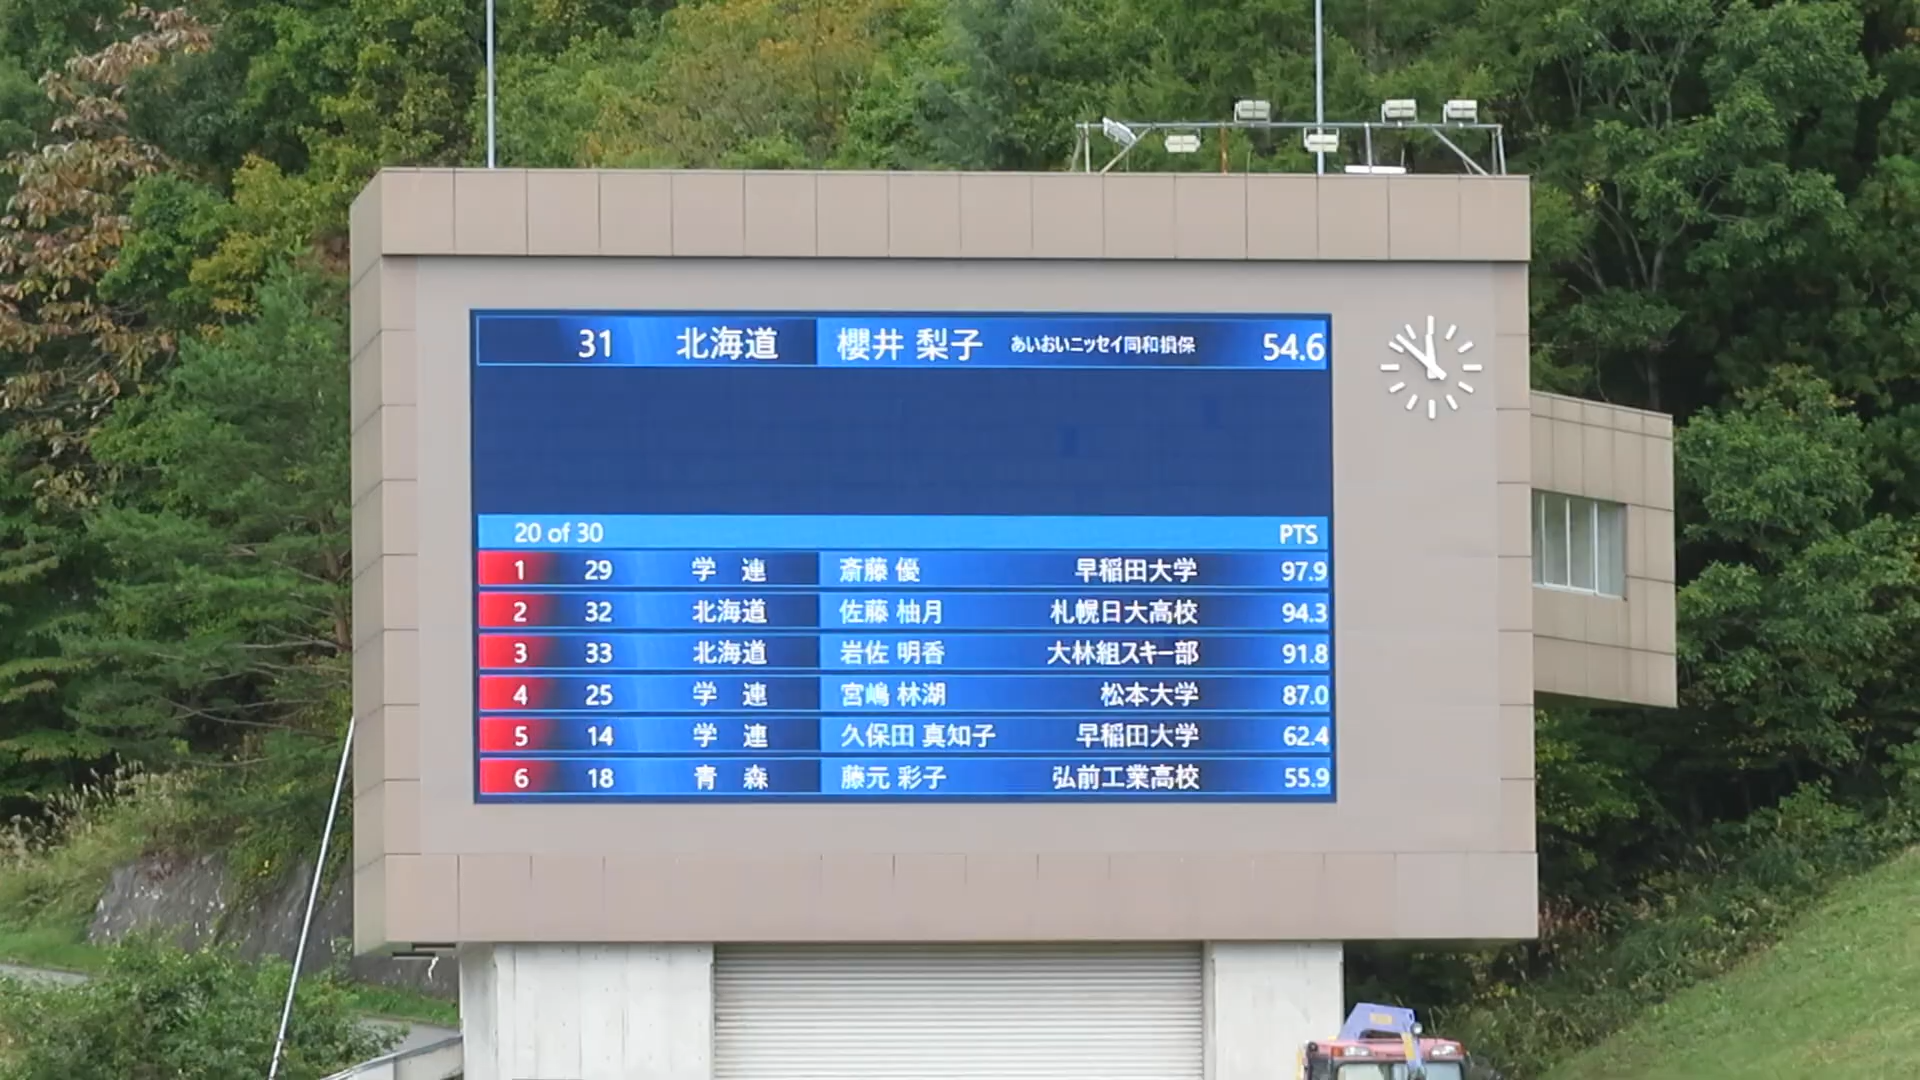 31 北海道 櫻井 梨子 あいおいニッセイ同和損保 54.6
20 of 30 PTS
1 29 学 連 斎藤 優 早稲田大学 97.9
2 32 北海道 佐藤 柚月 札幌日大高校 94.3
3 33 北海道 岩佐 明香 大林組スキー部 91.8
4 25 学 連 宮嶋 林湖 松本大学 87.0
5 14 学 連 久保田 真知子 早稲田大学 62.4
6 18 青 森 藤元 彩子 弘前工業高校 55.9